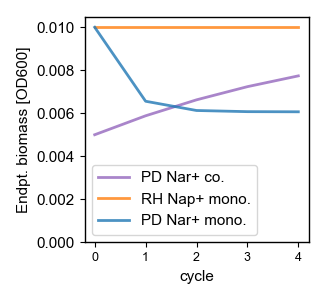 Endpt. biomass [OD600]
0.010
0.008
0.006
0.004
0.002
0.000
PD Nar+ co.
RH Nap+ mono.
PD Nar+ mono.
0 1 2 3 4
cycle